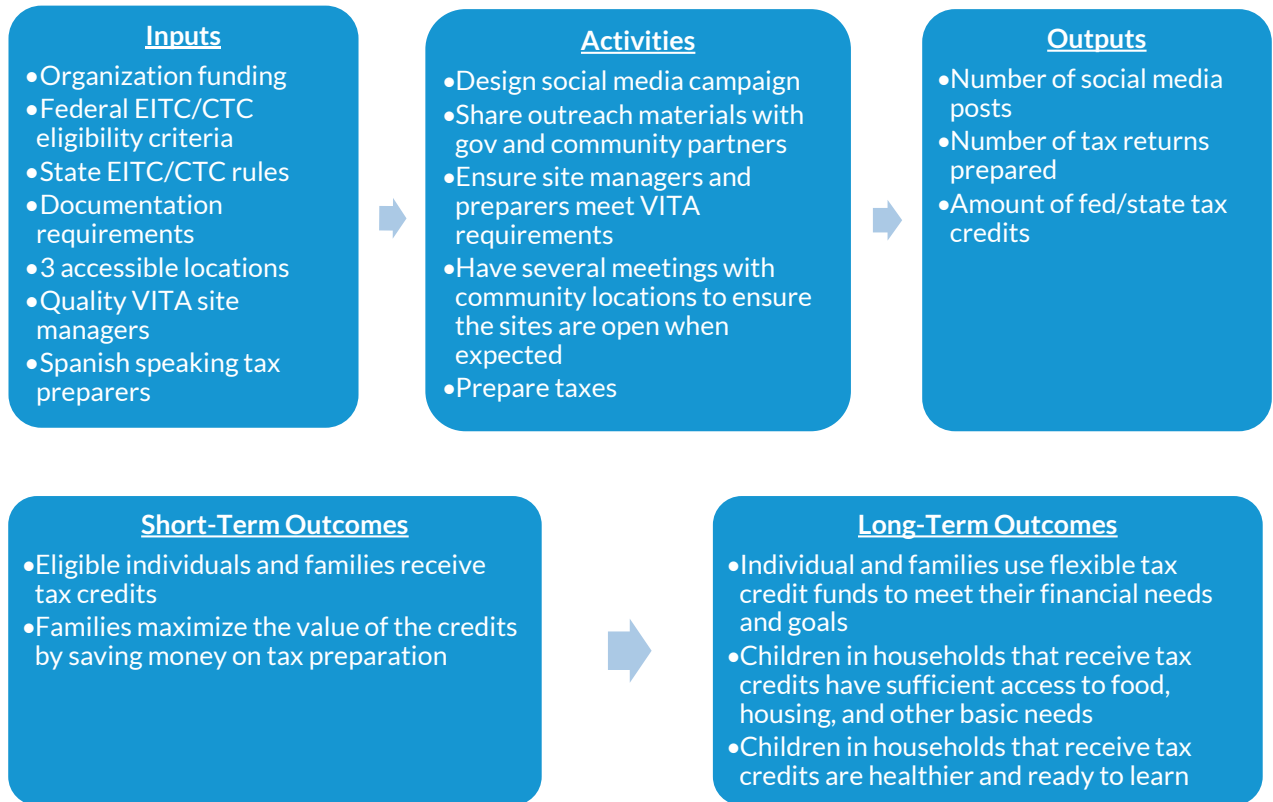 Inputs
•Organization funding
•Federal EITC/CTC
eligibility criteria
•State EITC/CTC rules
•Documentation
requirements
•3 accessible locations
•Quality VITA site
managers
•Spanish speaking tax
preparers
Activities
•Design social media campaign
•Share outreach materials with
gov and community partners
•Ensure site managers and
preparers meet VITA
requirements
•Have several meetings with
community locations to ensure
the sites are open when
expected
•Prepare taxes
Outputs
•Number of social media
posts
•Number of tax returns
prepared
•Amount of fed/state tax
credits
Short-Term Outcomes
•Eligible individuals and families receive
tax credits
•Families maximize the value of the credits
by saving money on tax preparation
Long-Term Outcomes
•Individual and families use flexible tax
credit funds to meet their financial needs
and goals
•Children in households that receive tax
credits have sufficient access to food,
housing, and other basic needs
•Children in households that receive tax
credits are healthier and ready to learn